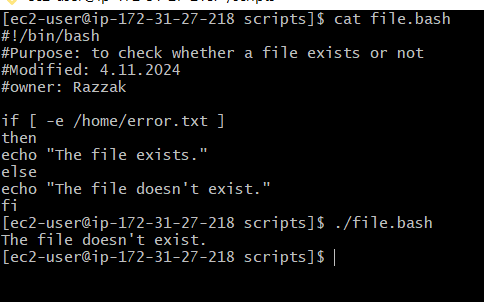 [ec2-user@ip-172-31-27-218 scripts]$ cat file.bash
#!/bin/bash
#Purpose: to check whether a file exists or not
#Modified: 4.11.2024
#owner: Razzak

if [ -e /home/error.txt ]
then
echo "The file exists."
else
echo "The file doesn't exist."
fi
[ec2-user@ip-172-31-27-218 scripts]$ ./file.bash
The file doesn't exist.
[ec2-user@ip-172-31-27-218 scripts]$